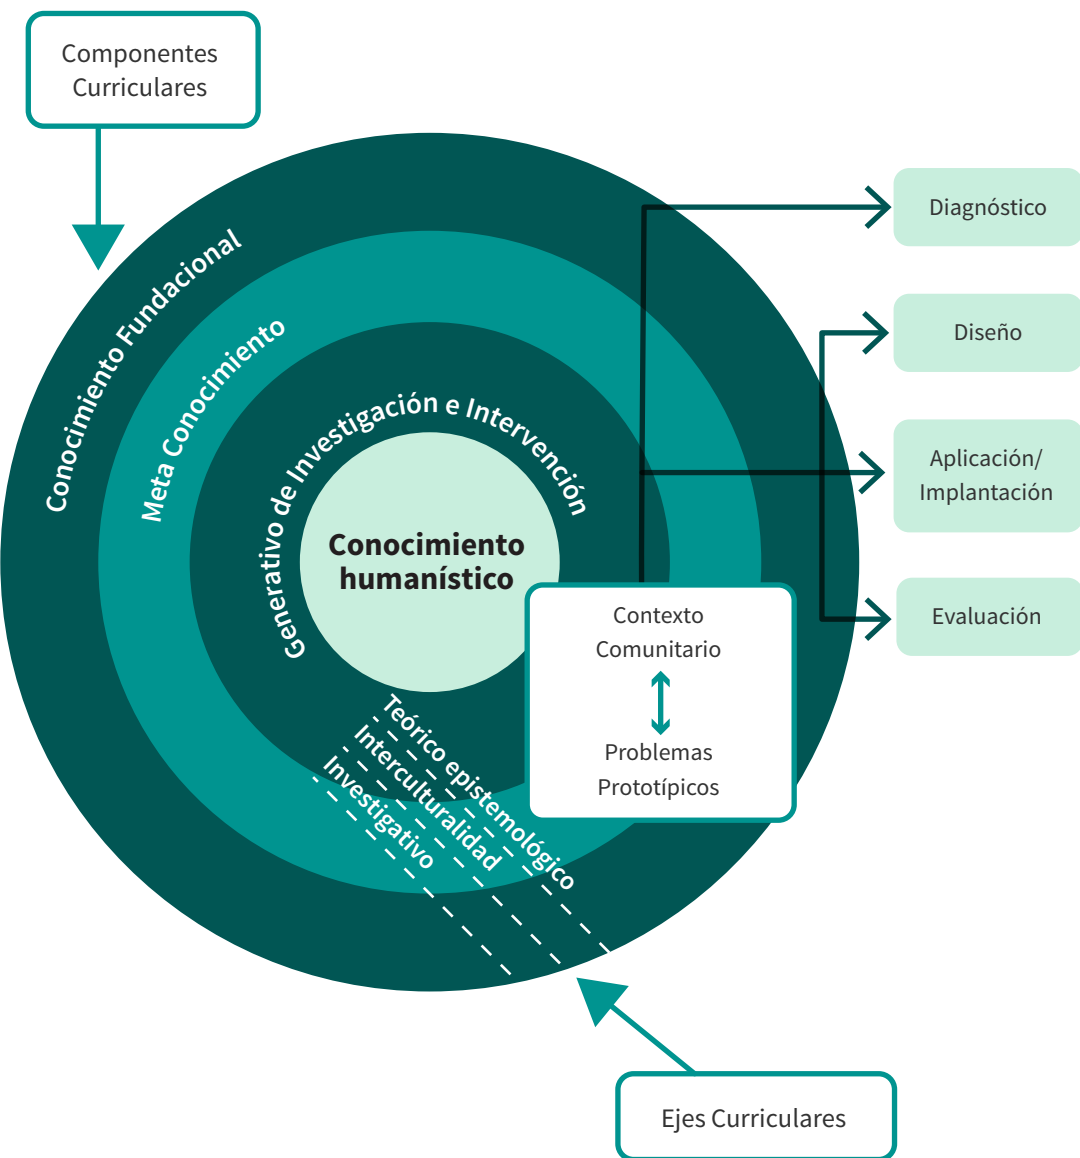 Componentes
Curriculares
Conocimiento Fundacional
Meta Conocimiento
Generativo de Investigación e Intervención
Conocimiento
humanístico
Contexto
Comunitario
Problemas
Prototípicos
Diagnóstico
Diseño
Aplicación/
Implantación
Evaluación
Teórico epistemológico
Interculturalidad
Investigativo
Ejes Curriculares